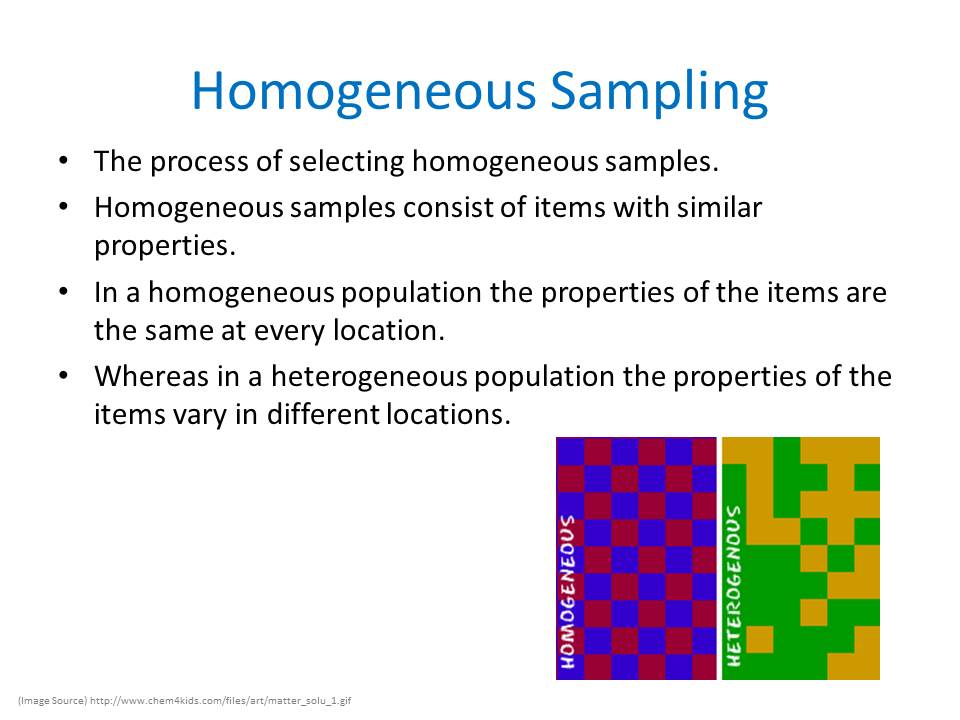 Homogeneous Sampling
• The process of selecting homogeneous samples.
• Homogeneous samples consist of items with similar
properties.
• In a homogeneous population the properties of the items are
the same at every location.
• Whereas in a heterogeneous population the properties of the
items vary in different locations.
HOMOGENEOUS
HETEROGENOUS
(Image Source) http://www.chem4kids.com/files/art/matter_solu_1.gif